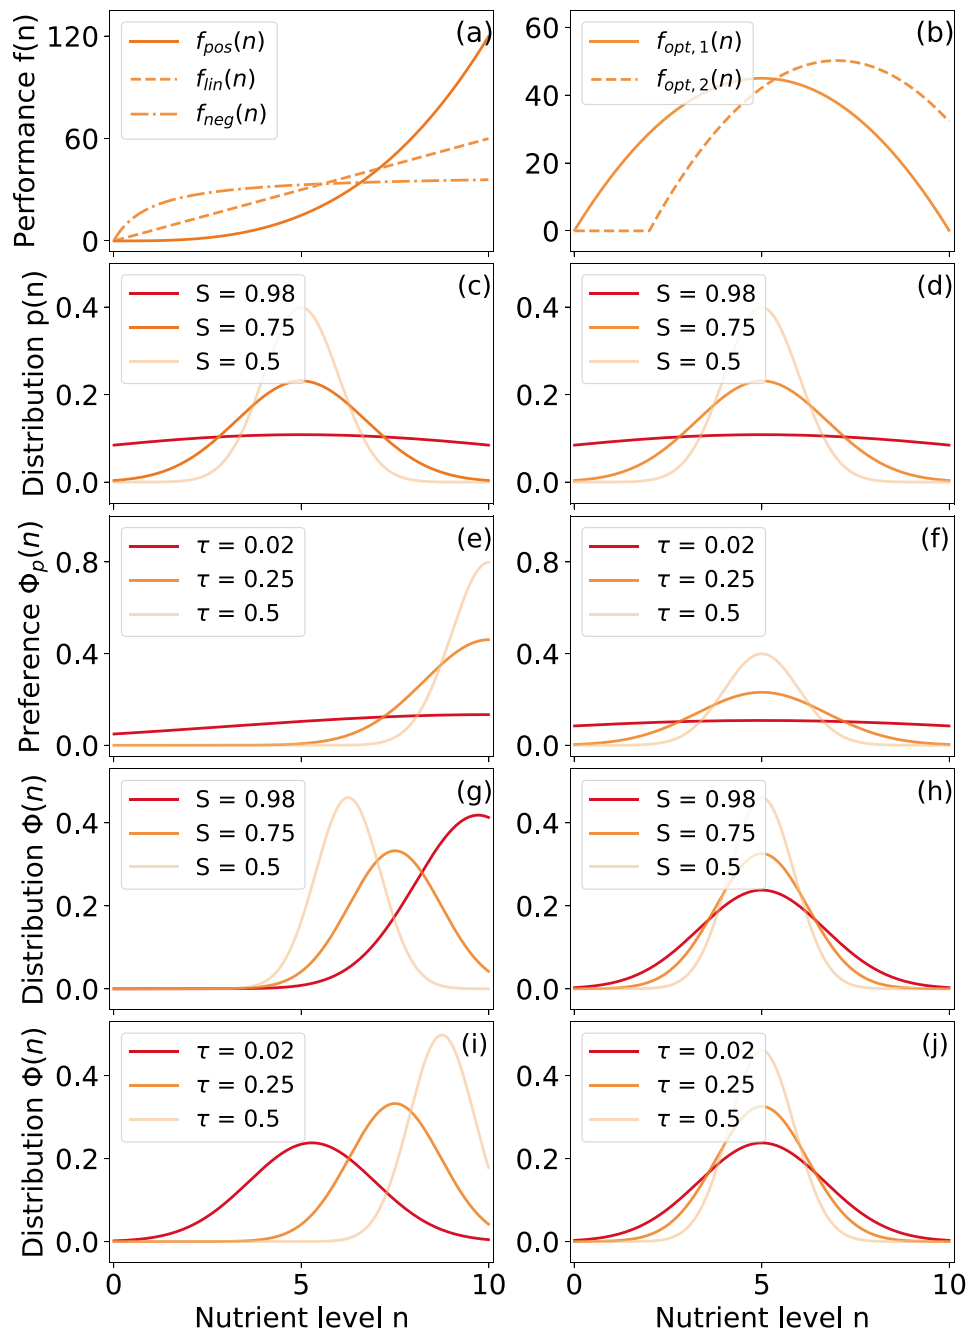 Performance f(n)
120
60
0
f_pos(n)
f_lin(n)
f_neg(n)
(a)
60
40
20
0
f_opt, 1(n)
f_opt, 2(n)
(b)
Distribution p(n)
0.4
0.2
0.0
S = 0.98
S = 0.75
S = 0.5
(c)
0.4
0.2
0.0
S = 0.98
S = 0.75
S = 0.5
(d)
Preference Φ_p(n)
0.8
0.4
0.0
τ = 0.02
τ = 0.25
τ = 0.5
(e)
0.8
0.4
0.0
τ = 0.02
τ = 0.25
τ = 0.5
(f)
Distribution Φ(n)
0.4
0.2
0.0
S = 0.98
S = 0.75
S = 0.5
(g)
0.4
0.2
0.0
S = 0.98
S = 0.75
S = 0.5
(h)
Distribution Φ(n)
0.4
0.2
0.0
τ = 0.02
τ = 0.25
τ = 0.5
(i)
0 5 10
Nutrient level n
0.4
0.2
0.0
τ = 0.02
τ = 0.25
τ = 0.5
(j)
0 5 10
Nutrient level n